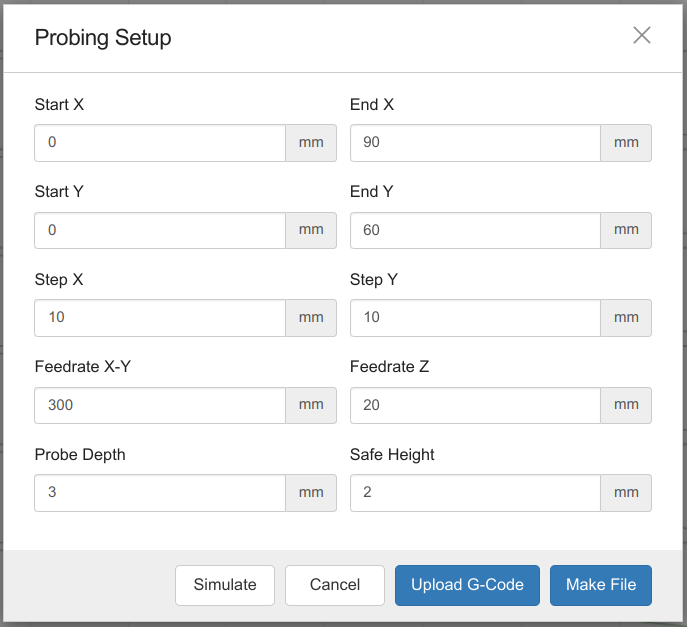 Probing Setup
Start X End X
0 mm 90 mm
Start Y End Y
0 mm 60 mm
Step X Step Y
10 mm 10 mm
Feedrate X-Y Feedrate Z
300 mm 20 mm
Probe Depth Safe Height
3 mm 2 mm
Simulate Cancel Upload G-Code Make File